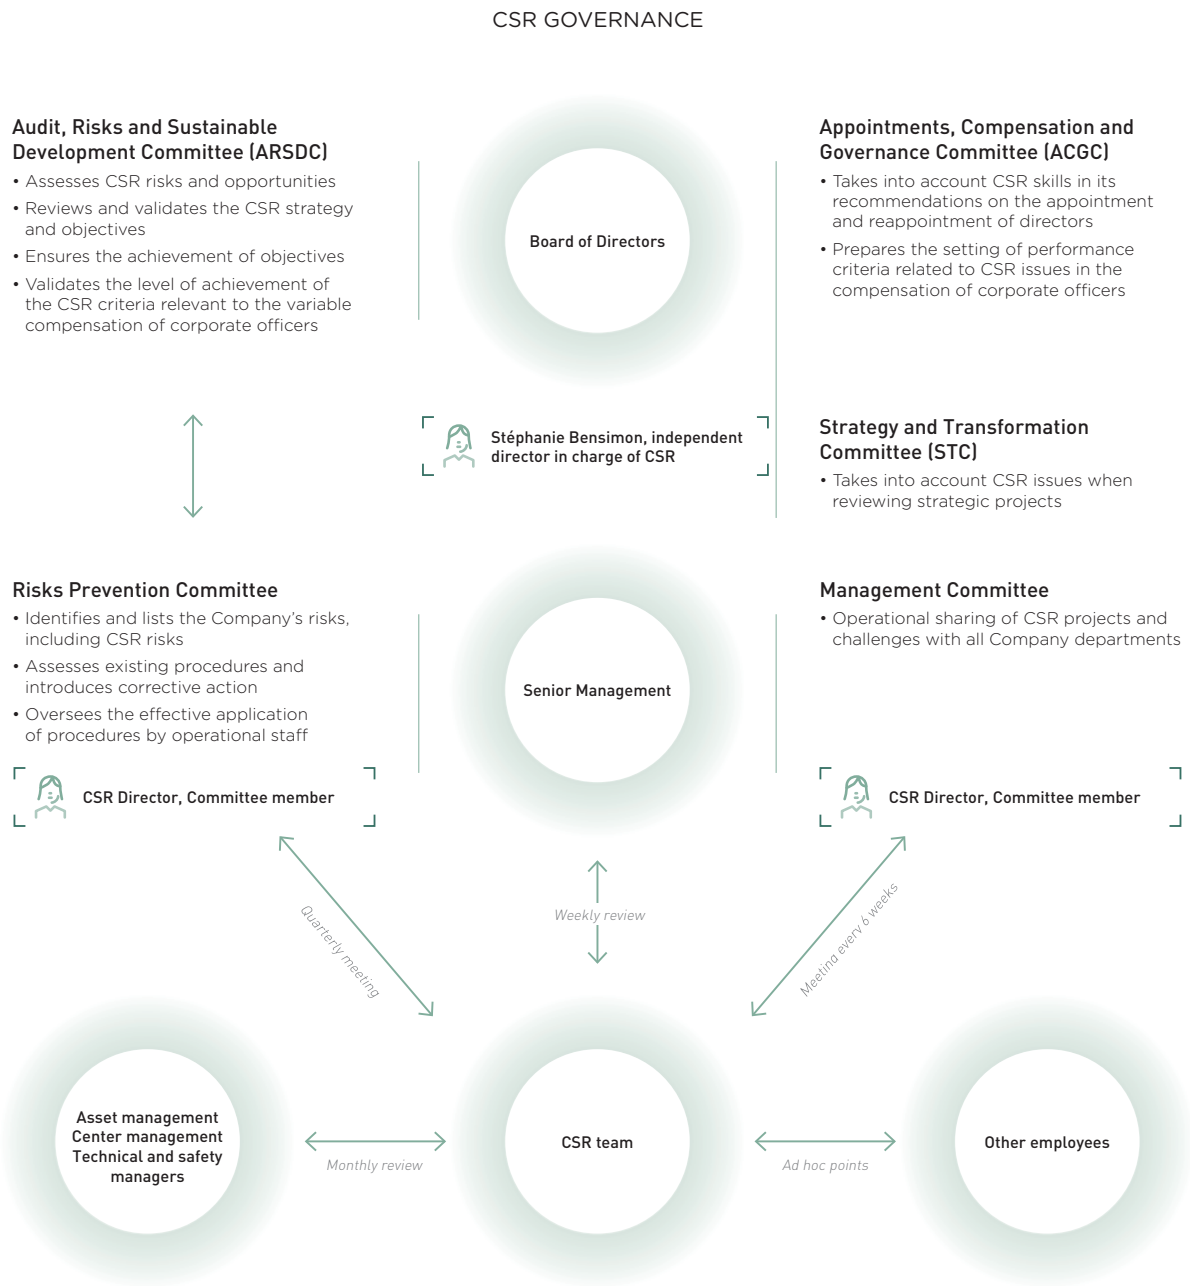 CSR GOVERNANCE
Audit, Risks and Sustainable
Development Committee (ARSDC)
• Assesses CSR risks and opportunities
• Reviews and validates the CSR strategy
and objectives
• Ensures the achievement of objectives
• Validates the level of achievement of
the CSR criteria relevant to the variable
compensation of corporate officers
Board of Directors
Appointments, Compensation and
Governance Committee (ACGC)
• Takes into account CSR skills in its
recommendations on the appointment
and reappointment of directors
• Prepares the setting of performance
criteria related to CSR issues in the
compensation of corporate officers
Stéphanie Bensimon, independent
director in charge of CSR
Strategy and Transformation
Committee (STC)
• Takes into account CSR issues when
reviewing strategic projects
Risks Prevention Committee
• Identifies and lists the Company's risks,
including CSR risks
• Assesses existing procedures and
introduces corrective action
• Oversees the effective application
of procedures by operational staff
CSR Director, Committee member
Senior Management
Management Committee
• Operational sharing of CSR projects and
challenges with all Company departments
CSR Director, Committee member
Quarterly meeting
Weekly review
Meeting every 6 weeks
Asset management
Center management
Technical and safety
managers
Monthly review
CSR team
Ad hoc points
Other employees